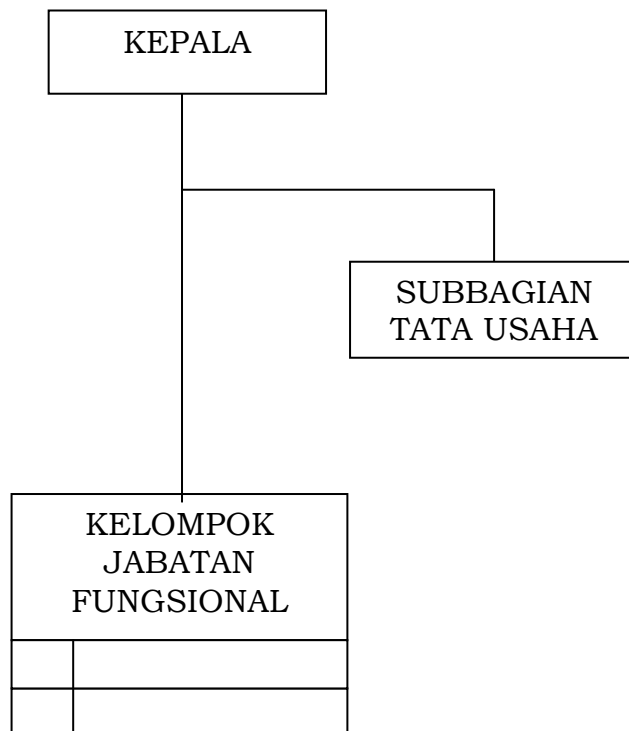 KEPALA
SUBBAGIAN
TATA USAHA
KELOMPOK
JABATAN
FUNGSIONAL